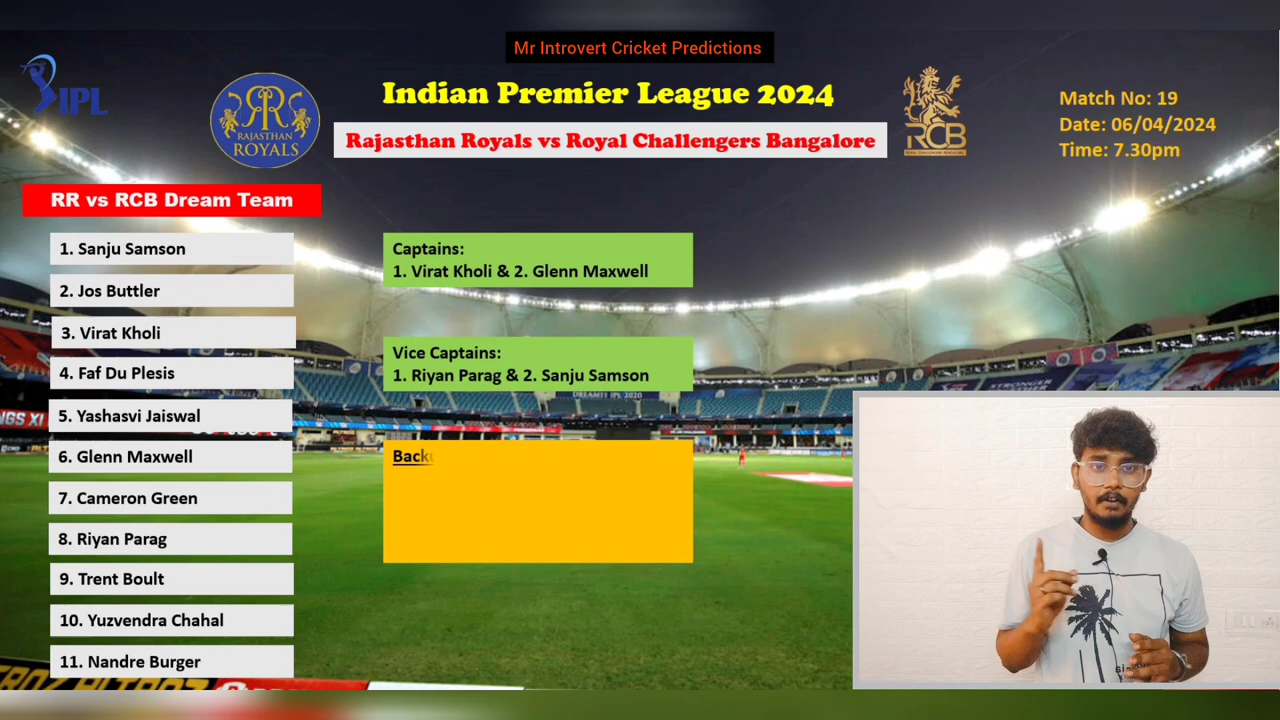 Mr Introvert Cricket Predictions
IPL
RAJASTHAN
ROYALS
Indian Premier League 2024
Rajasthan Royals vs Royal Challengers Bangalore
RCB
Match No: 19
Date: 06/04/2024
Time: 7.30pm
RR vs RCB Dream Team
1. Sanju Samson
2. Jos Buttler
3. Virat Kholi
4. Faf Du Plesis
5. Yashasvi Jaiswal
6. Glenn Maxwell
7. Cameron Green
8. Riyan Parag
9. Trent Boult
10. Yuzvendra Chahal
11. Nandre Burger
Captains:
1. Virat Kholi & 2. Glenn Maxwell
Vice Captains:
1. Riyan Parag & 2. Sanju Samson
DREAM11 IPL 2020
Back